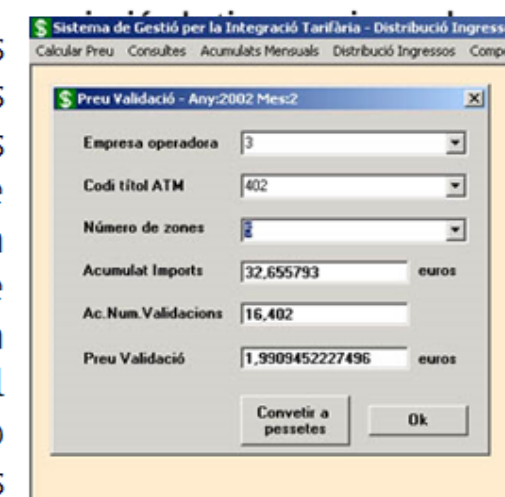 Sistema de Gestió per la Integració Tarifària - Distribució Ingress
Calcular Preu Consultes Acumulats Mensuals Distribució Ingressos Compe
Preu Validació - Any:2002 Mes:2
Empresa operadora 3
Codi títol ATM 402
Número de zones 2
Acumulat Imports 32,655793 euros
Ac.Num.Validacions 16,402
Preu Validació 1,9909452227496 euros
Convetir a
pessetes
Ok